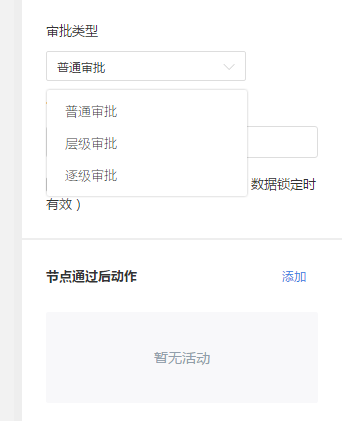 审批类型
普通审批
普通审批
层级审批
逐级审批
数据锁定时
有效）
节点通过后动作
添加
暂无活动